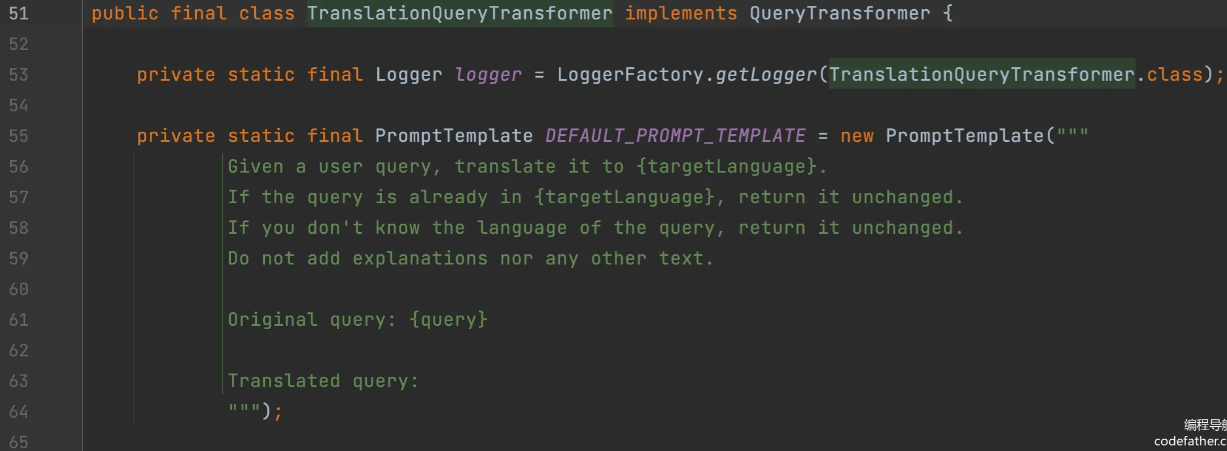 51 public final class TranslationQueryTransformer implements QueryTransformer {
52
53 private static final Logger logger = LoggerFactory.getLogger(TranslationQueryTransformer.class);
54
55 private static final PromptTemplate DEFAULT_PROMPT_TEMPLATE = new PromptTemplate("""
56 Given a user query, translate it to {targetLanguage}.
57 If the query is already in {targetLanguage}, return it unchanged.
58 If you don't know the language of the query, return it unchanged.
59 Do not add explanations nor any other text.
60
61 Original query: {query}
62
63 Translated query:
64 """);
65
编程导
codefather.c